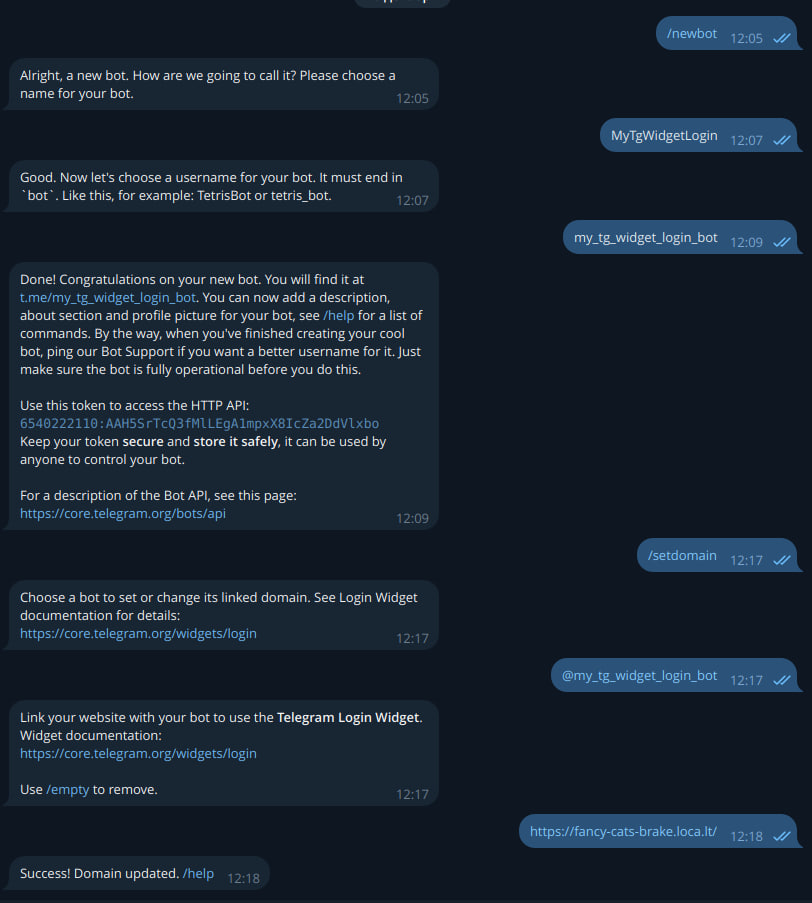 /newbot 12:05
Alright, a new bot. How are we going to call it? Please choose a
name for your bot.
12:05
MyTgWidgetLogin 12:07
Good. Now let's choose a username for your bot. It must end in
`bot`. Like this, for example: TetrisBot or tetris_bot.
12:07
my_tg_widget_login_bot 12:09
Done! Congratulations on your new bot. You will find it at
t.me/my_tg_widget_login_bot. You can now add a description,
about section and profile picture for your bot, see /help for a list of
commands. By the way, when you've finished creating your cool
bot, ping our Bot Support if you want a better username for it. Just
make sure the bot is fully operational before you do this.
Use this token to access the HTTP API:
6540222110:AAH5SrTcQ3fMlLEgA1mpxX8IcZa2DdVlxbo
Keep your token secure and store it safely, it can be used by
anyone to control your bot.
For a description of the Bot API, see this page:
https://core.telegram.org/bots/api
12:09
/setdomain 12:17
Choose a bot to set or change its linked domain. See Login Widget
documentation for details:
https://core.telegram.org/widgets/login
12:17
@my_tg_widget_login_bot 12:17
Link your website with your bot to use the Telegram Login Widget.
Widget documentation:
https://core.telegram.org/widgets/login
Use /empty to remove.
12:17
https://fancy-cats-brake.loca.lt/ 12:18
Success! Domain updated. /help 12:18